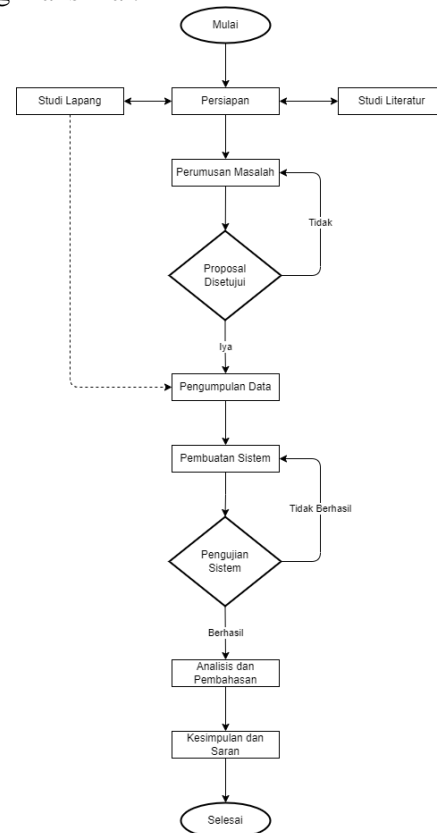 Mulai
Studi Lapang
Persiapan
Studi Literatur
Perumusan Masalah
Tidak
Proposal
Disetujui
Iya
Pengumpulan Data
Pembuatan Sistem
Tidak Berhasil
Pengujian
Sistem
Berhasil
Analisis dan
Pembahasan
Kesimpulan dan
Saran
Selesai